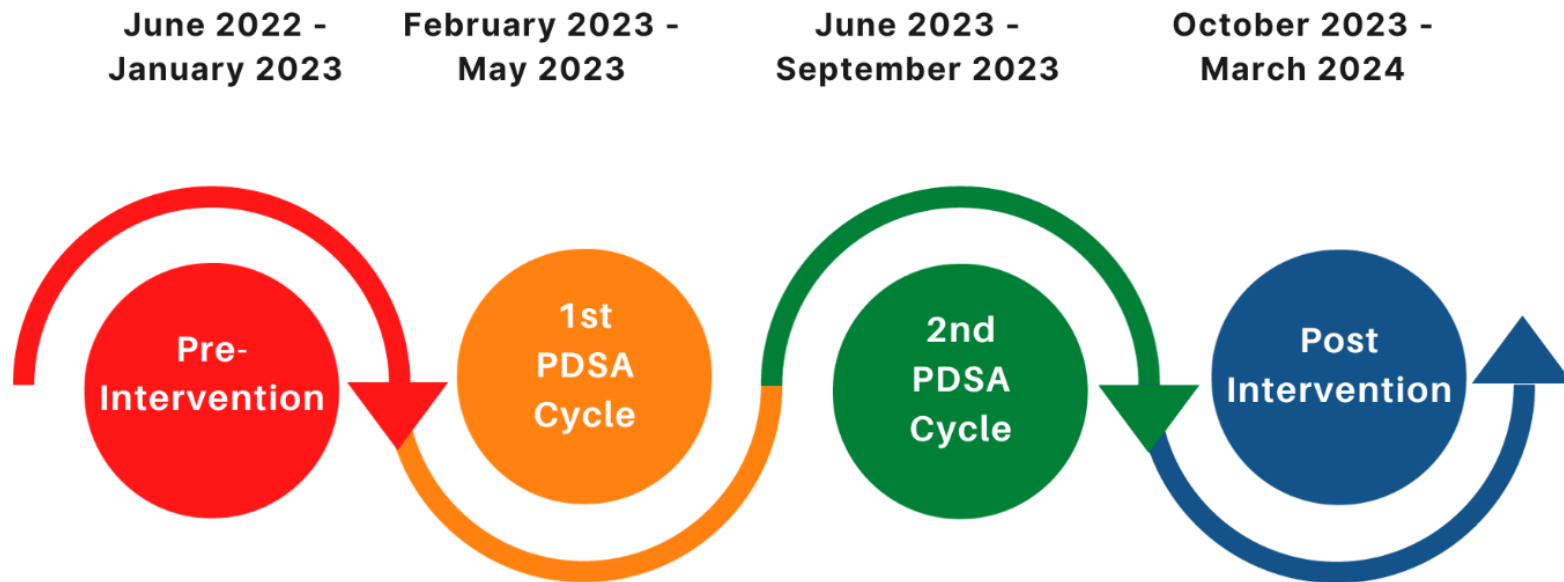 June 2022 -
January 2023
February 2023 -
May 2023
June 2023 -
September 2023
October 2023 -
March 2024
Pre-
Intervention
1st
PDSA
Cycle
2nd
PDSA
Cycle
Post
Intervention